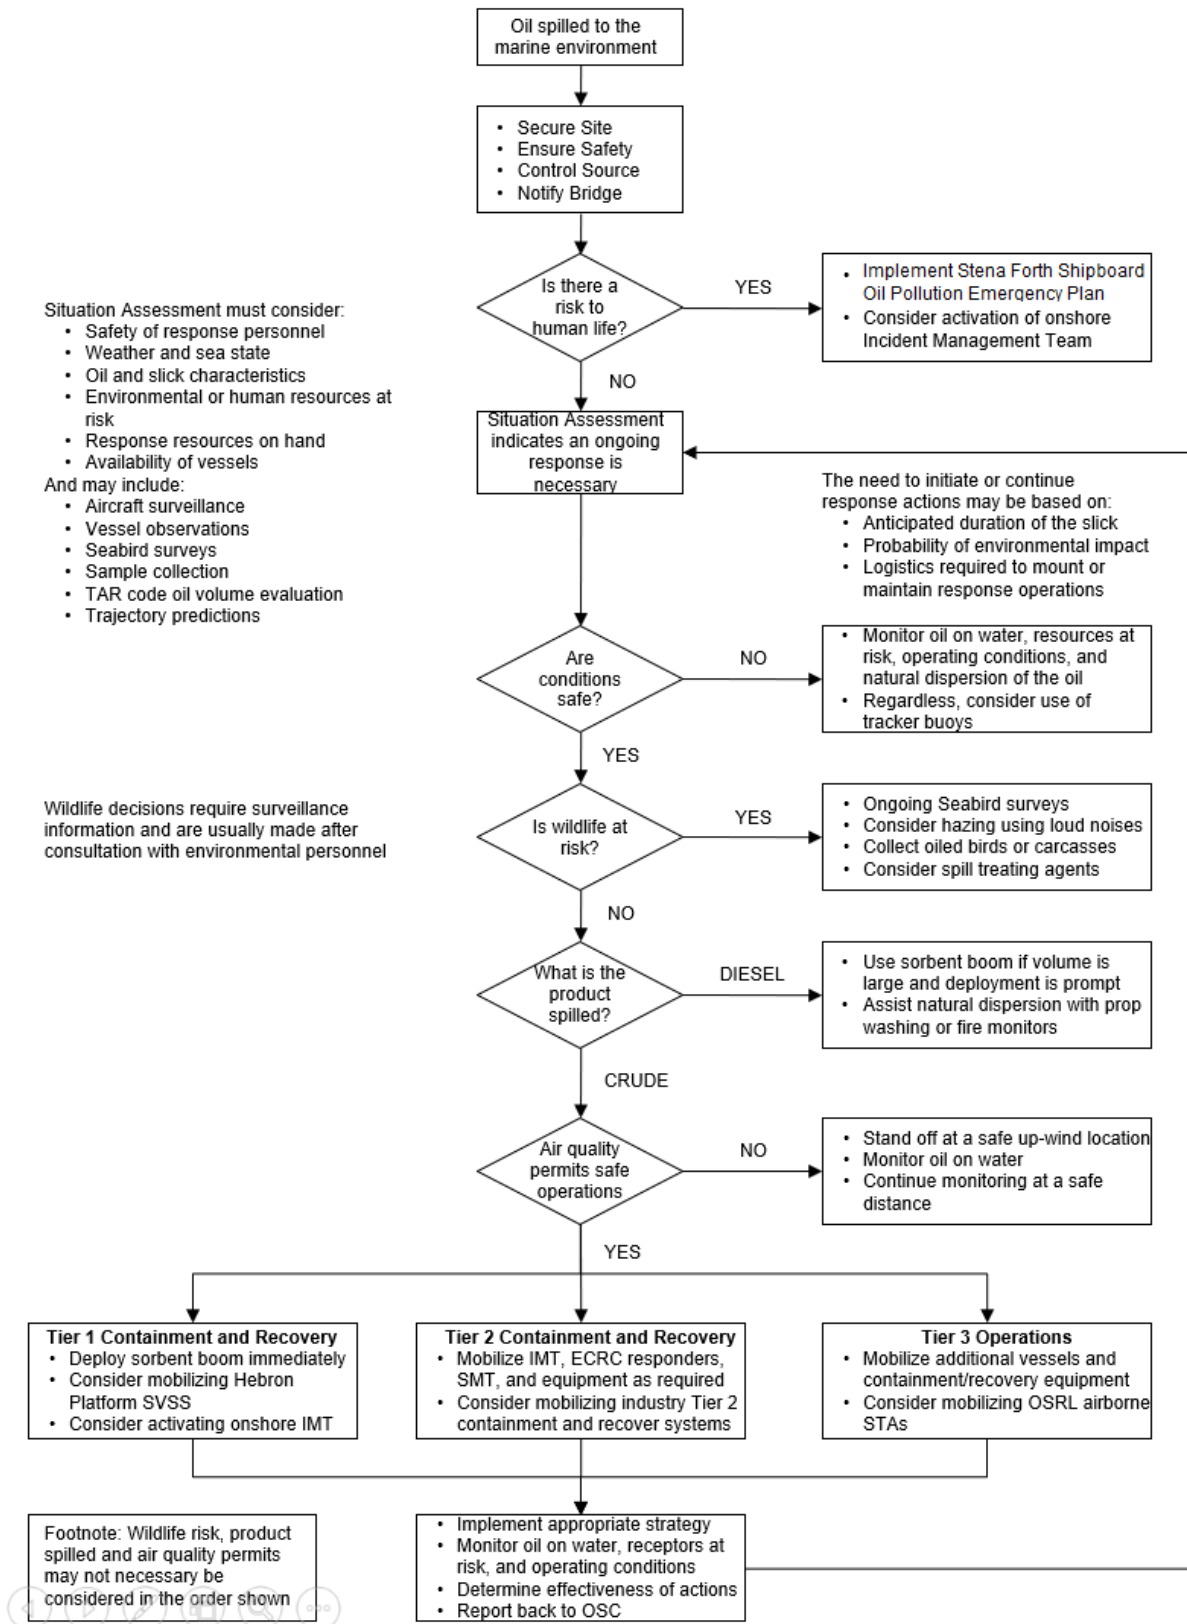 Oil spilled to the
marine environment
• Secure Site
• Ensure Safety
• Control Source
• Notify Bridge
Is there a
risk to
human life?
YES
• Implement Stena Forth Shipboard
Oil Pollution Emergency Plan
• Consider activation of onshore
Incident Management Team
NO
Situation Assessment must consider:
• Safety of response personnel
• Weather and sea state
• Oil and slick characteristics
• Environmental or human resources at
risk
• Response resources on hand
• Availability of vessels
And may include:
• Aircraft surveillance
• Vessel observations
• Seabird surveys
• Sample collection
• TAR code oil volume evaluation
• Trajectory predictions
Situation Assessment
indicates an ongoing
response is
necessary
The need to initiate or continue
response actions may be based on:
• Anticipated duration of the slick
• Probability of environmental impact
• Logistics required to mount or
maintain response operations
Are
conditions
safe?
NO
• Monitor oil on water, resources at
risk, operating conditions, and
natural dispersion of the oil
• Regardless, consider use of
tracker buoys
YES
Wildlife decisions require surveillance
information and are usually made after
consultation with environmental personnel
Is wildlife at
risk?
YES
• Ongoing Seabird surveys
• Consider hazing using loud noises
• Collect oiled birds or carcasses
• Consider spill treating agents
NO
What is the
product
spilled?
DIESEL
• Use sorbent boom if volume is
large and deployment is prompt
• Assist natural dispersion with prop
washing or fire monitors
CRUDE
Air quality
permits safe
operations
NO
• Stand off at a safe up-wind location
• Monitor oil on water
• Continue monitoring at a safe
distance
YES
Tier 1 Containment and Recovery
• Deploy sorbent boom immediately
• Consider mobilizing Hebron
Platform SVSS
• Consider activating onshore IMT
Tier 2 Containment and Recovery
• Mobilize IMT, ECRC responders,
SMT, and equipment as required
• Consider mobilizing industry Tier 2
containment and recover systems
Tier 3 Operations
• Mobilize additional vessels and
containment/recovery equipment
• Consider mobilizing OSRL airborne
STAs
Footnote: Wildlife risk, product
spilled and air quality permits
may not necessary be
considered in the order shown
• Implement appropriate strategy
• Monitor oil on water, receptors at
risk, and operating conditions
• Determine effectiveness of actions
• Report back to OSC